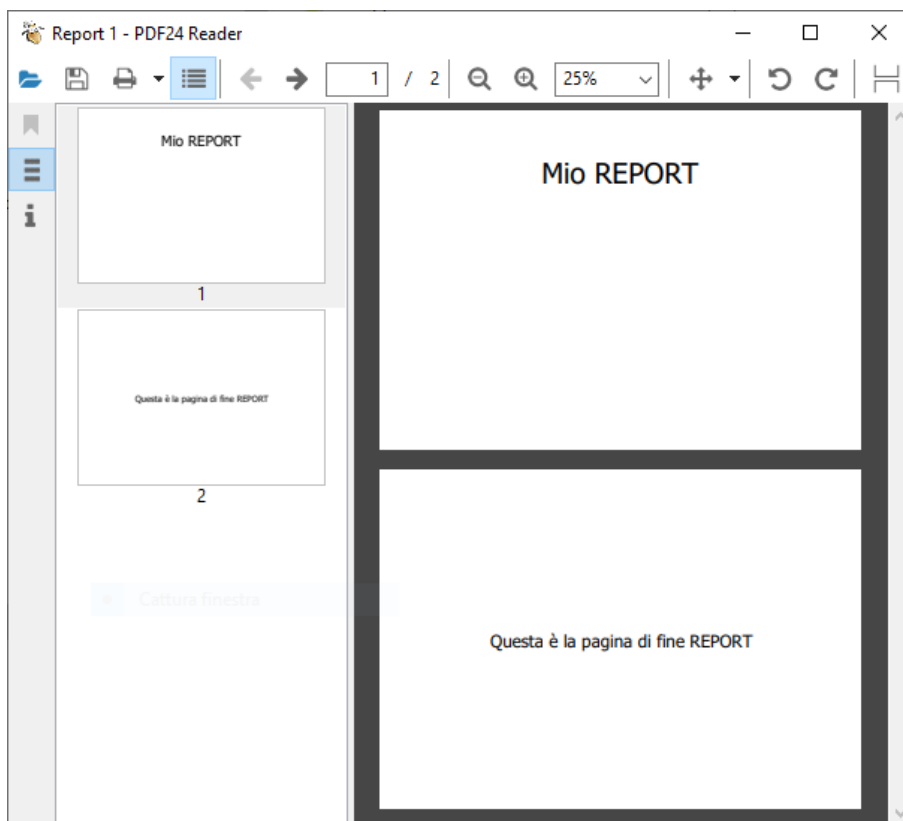 Report 1 - PDF24 Reader
1 / 2 25%
Mio REPORT
1
Questa è la pagina di fine REPORT
2
Cattura finestra
Mio REPORT
Questa è la pagina di fine REPORT